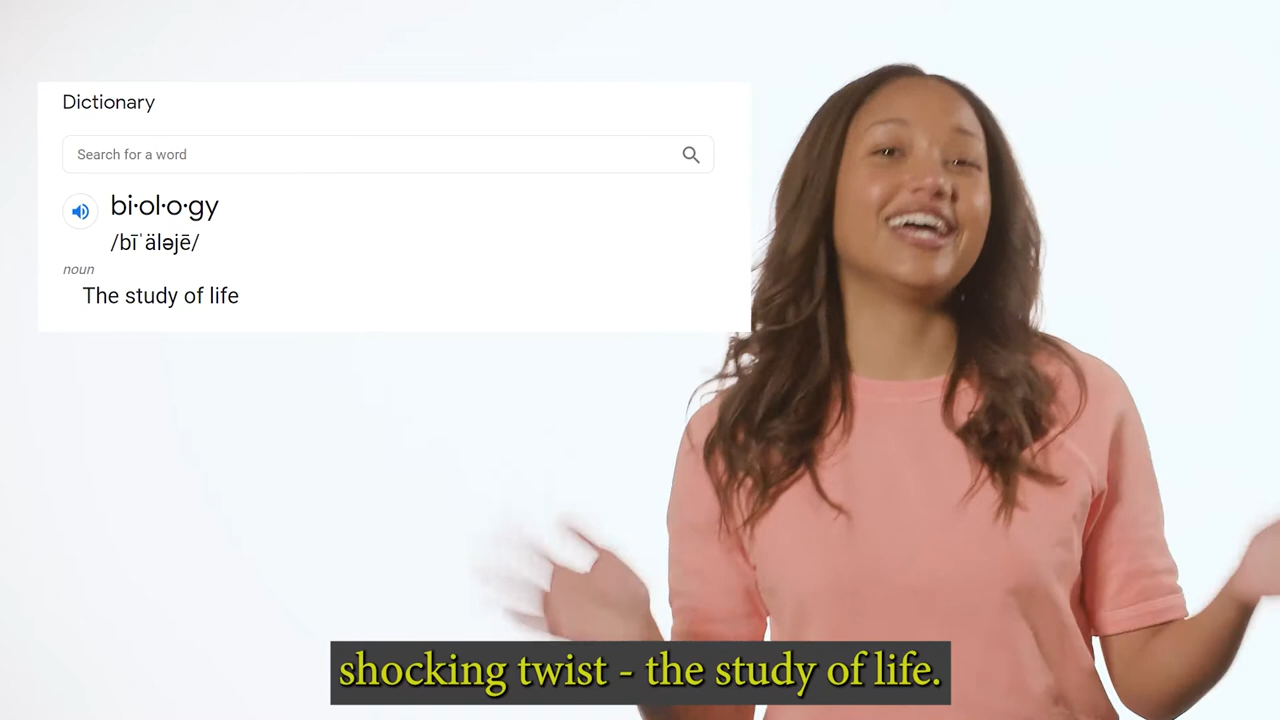 Dictionary
Search for a word
bi·ol·o·gy
/bīˈäləjē/
noun
The study of life
shocking twist - the study of life.